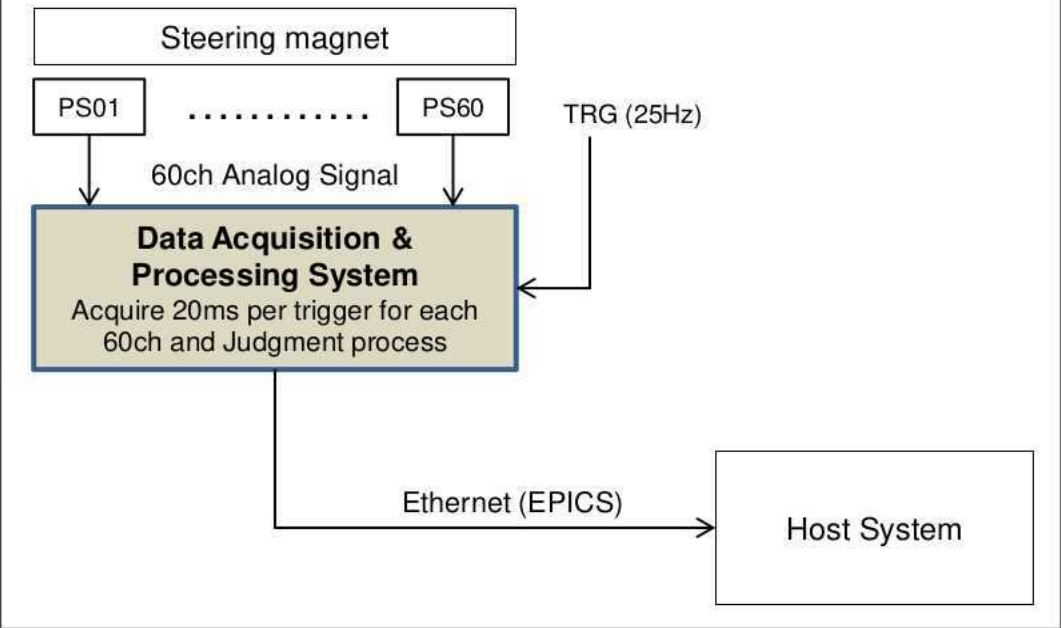 Steering magnet
PS01 ............ PS60
TRG (25Hz)
60ch Analog Signal
Data Acquisition &
Processing System
Acquire 20ms per trigger for each
60ch and Judgment process
Ethernet (EPICS)
Host System